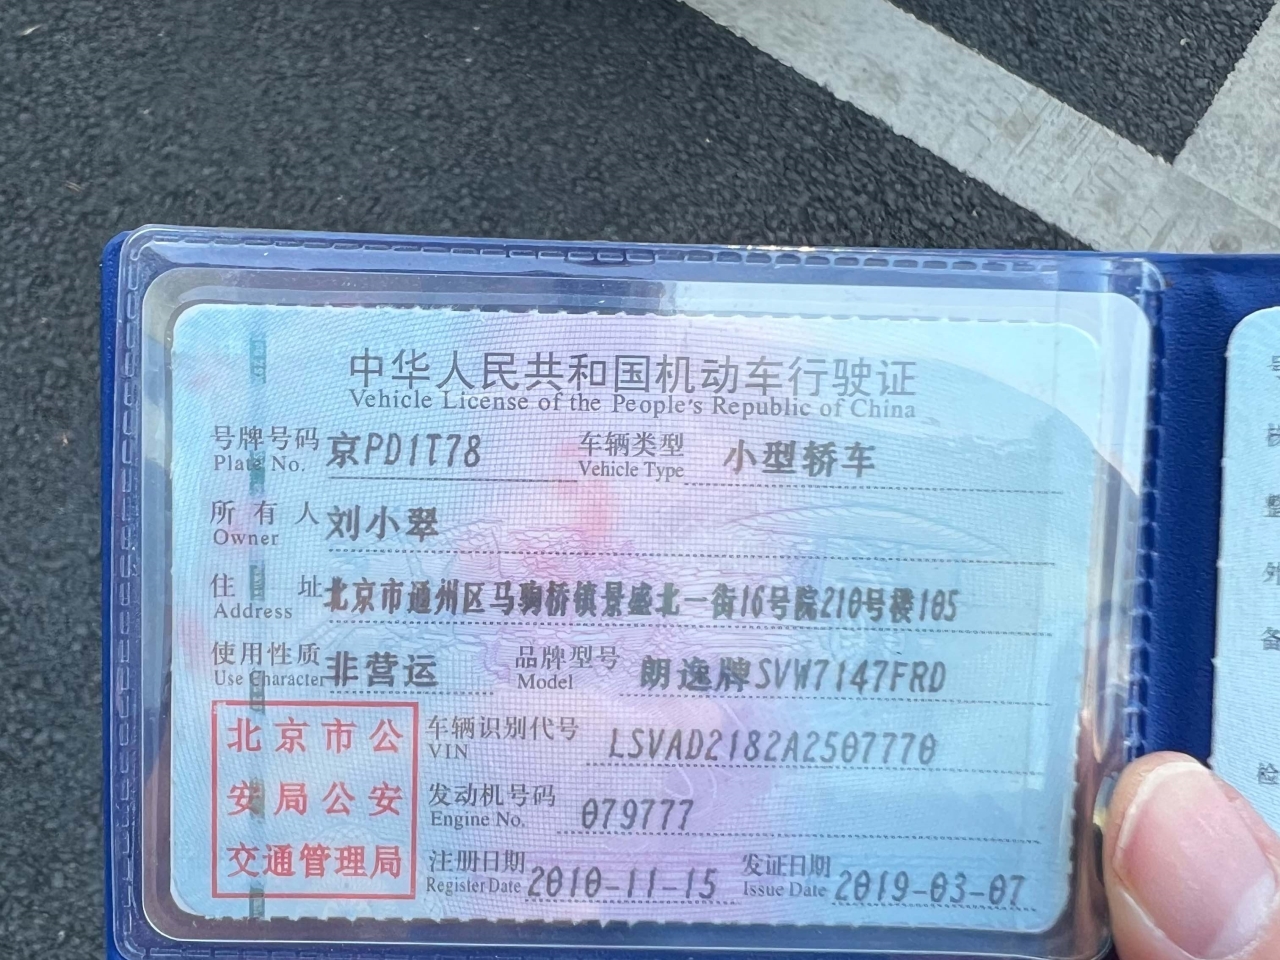 中华人民共和国机动车行驶证
Vehicle License of the People's Republic of China
号牌号码 京PD1T78 车辆类型 小型轿车
Plate No. Vehicle Type
所有人 刘小翠
Owner
住址 北京市通州区马驹桥镇景盛北一街16号院210号楼105
Address
使用性质 非营运 品牌型号 朗逸牌SVW7147FRD
Use Character Model
北京市公
安局公安
交通管理局
车辆识别代号 LSVAD2182A2507770
VIN
发动机号码 079777
Engine No.
注册日期 2010-11-15 发证日期 2019-03-07
Register Date Issue Date
号
备
检